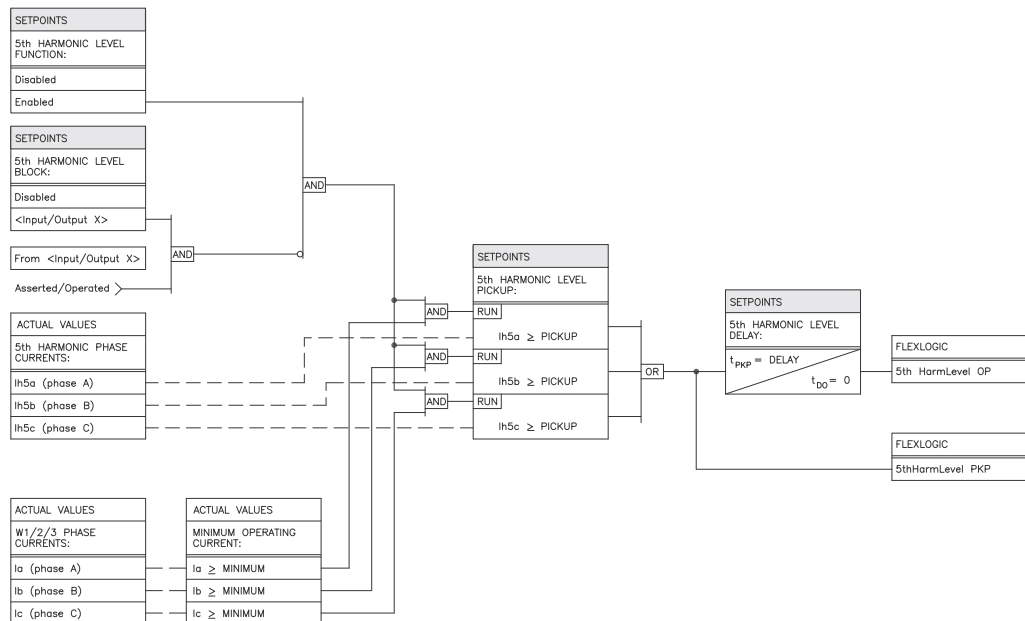 SETPOINTS
5th HARMONIC LEVEL
FUNCTION:
Disabled
Enabled
SETPOINTS
5th HARMONIC LEVEL
BLOCK:
Disabled
<Input/Output X>
From <Input/Output X>
Asserted/Operated
AND
AND
ACTUAL VALUES
5th HARMONIC PHASE
CURRENTS:
Ih5a (phase A)
Ih5b (phase B)
Ih5c (phase C)
ACTUAL VALUES
W1/2/3 PHASE
CURRENTS:
Ia (phase A)
Ib (phase B)
Ic (phase C)
ACTUAL VALUES
MINIMUM OPERATING
CURRENT:
Ia ≥ MINIMUM
Ib ≥ MINIMUM
Ic ≥ MINIMUM
AND
AND
AND
SETPOINTS
5th HARMONIC LEVEL
PICKUP:
RUN
Ih5a ≥ PICKUP
RUN
Ih5b ≥ PICKUP
RUN
Ih5c ≥ PICKUP
OR
SETPOINTS
5th HARMONIC LEVEL
DELAY:
tPKP = DELAY
tDO = 0
FLEXLOGIC
5th HarmLevel OP
FLEXLOGIC
5thHarmLevel PKP